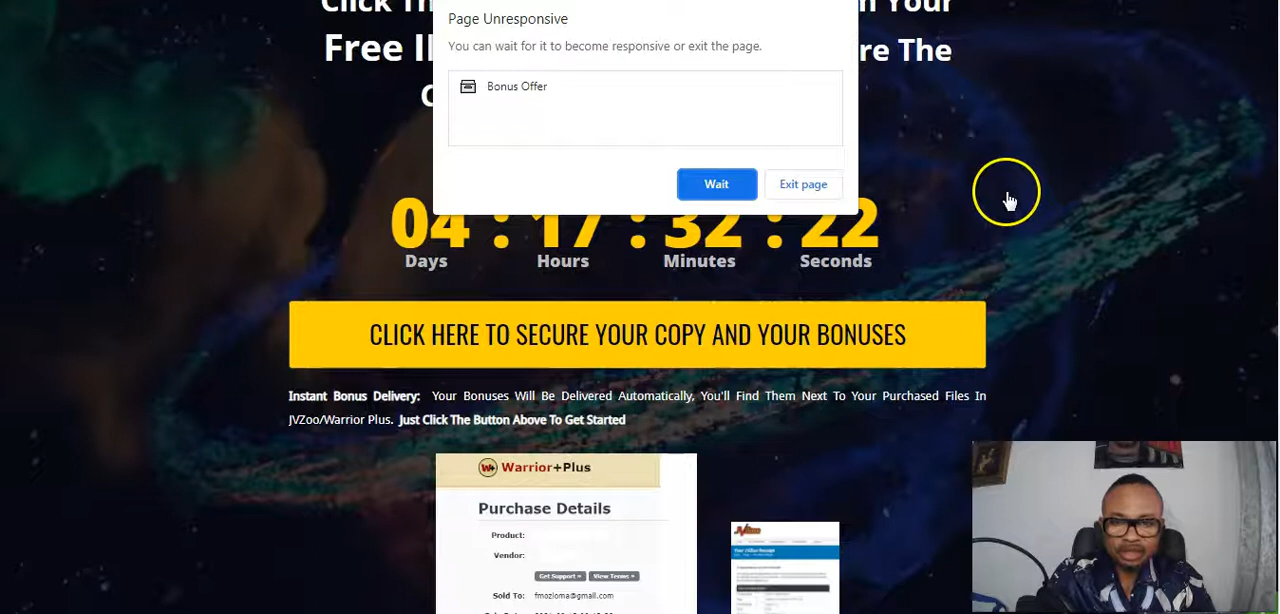 Click Th
m Your
Page Unresponsive
You can wait for it to become responsive or exit the page.
Free
re The
Bonus Offer
Wait
Exit page
04 : 17 : 32 : 22
Days Hours Minutes Seconds
CLICK HERE TO SECURE YOUR COPY AND YOUR BONUSES
Instant Bonus Delivery: Your Bonuses Will Be Delivered Automatically, You'll Find Them Next To Your Purchased Files In
JVZoo/Warrior Plus. Just Click The Button Above To Get Started
Warrior+Plus
Purchase Details
Product:
Vendor:
Get Support
View Terms
Sold To: fmozloma@gmail.com
JVZoo